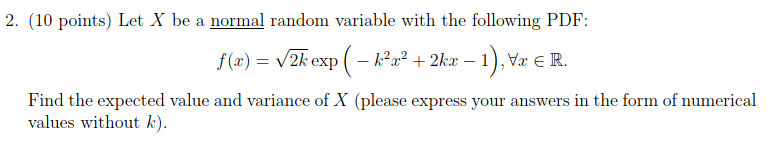 2. (10 points) Let X be a normal random variable with the following PDF:
f(x) = √2k exp ( − k²x² + 2kx − 1), ∀x ∈ ℝ.
Find the expected value and variance of X (please express your answers in the form of numerical
values without k).